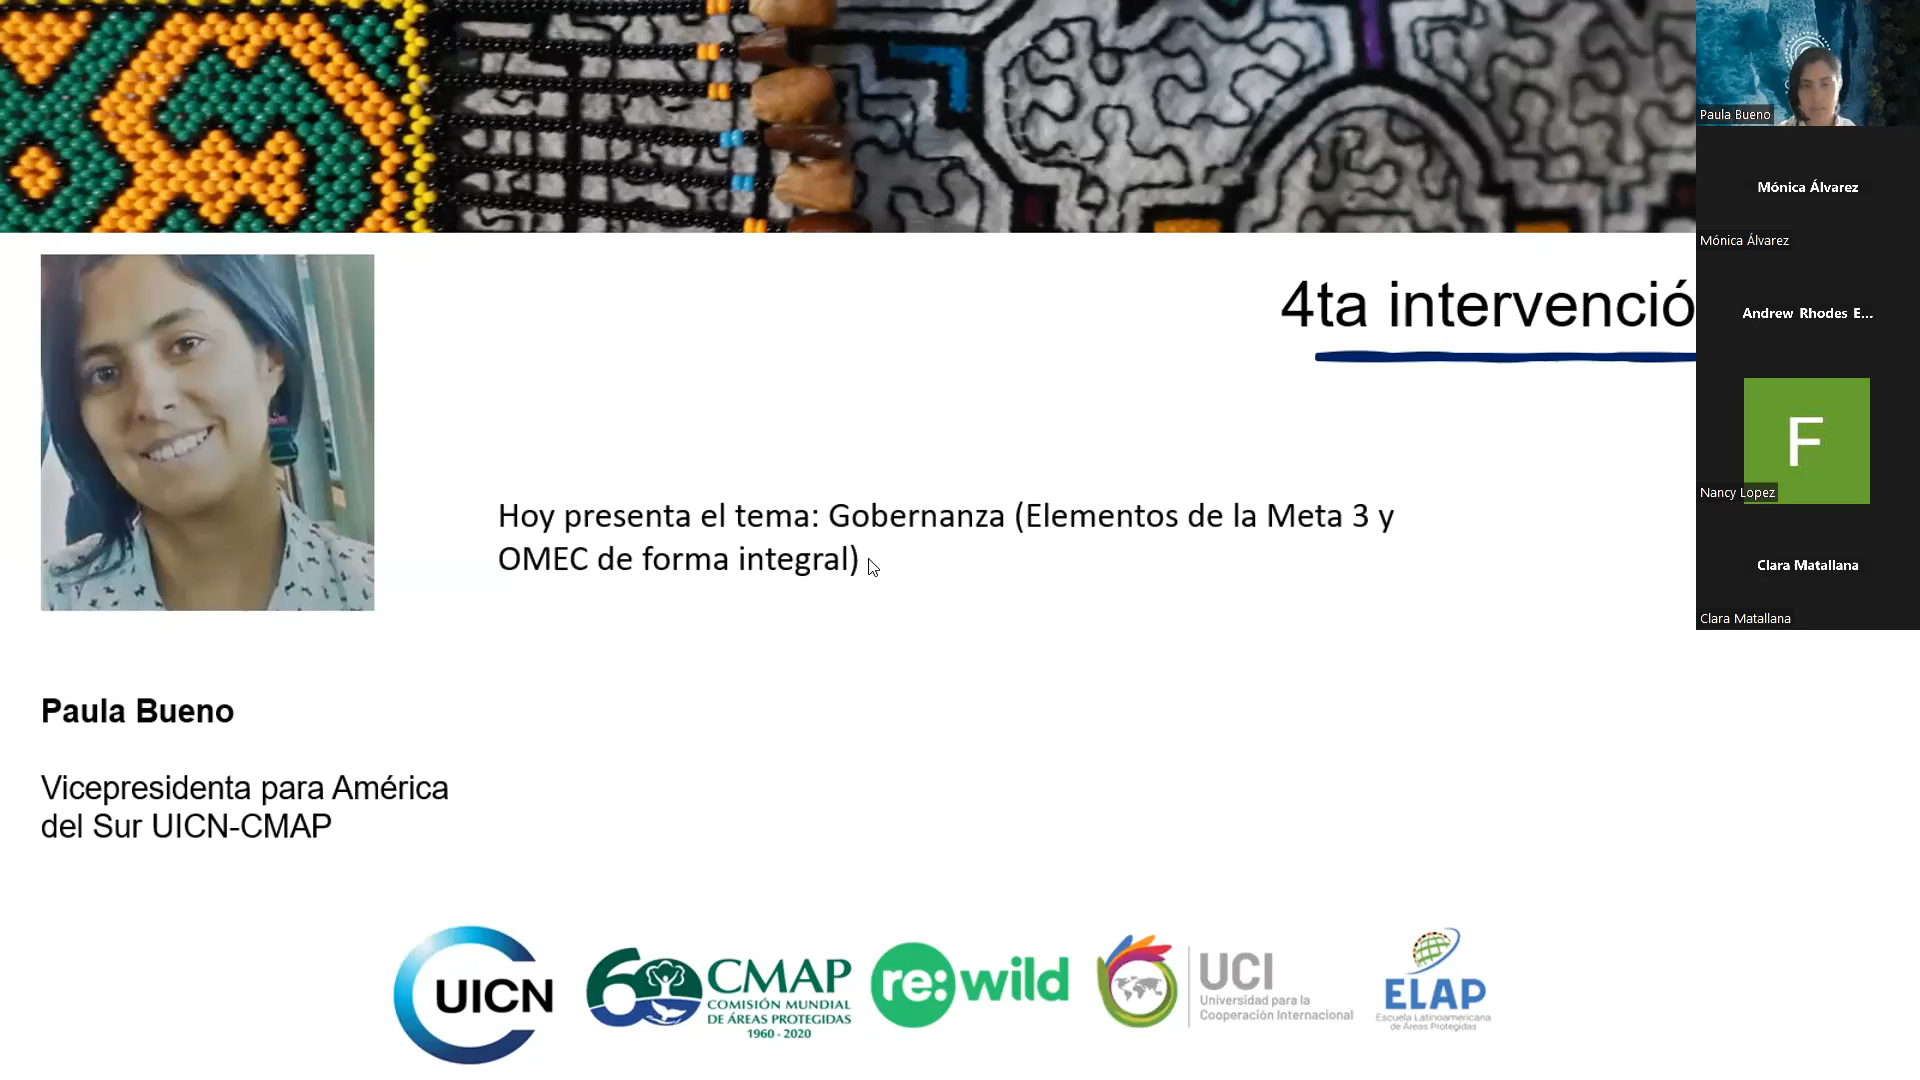 4ta intervenció
Hoy presenta el tema: Gobernanza (Elementos de la Meta 3 y
OMEC de forma integral)
Paula Bueno
Vicepresidenta para América
del Sur UICN-CMAP
UICN
60
CMAP
COMISIÓN MUNDIAL
DE ÁREAS PROTEGIDAS
1960 - 2020
re:wild
UCI
Universidad para la
Cooperación Internacional
ELAP
Escuela Latinoamericana
de Áreas Protegidas
Paula Bueno
Mónica Álvarez
Mónica Álvarez
Andrew Rhodes E...
F
Nancy Lopez
Clara Matallana
Clara Matallana